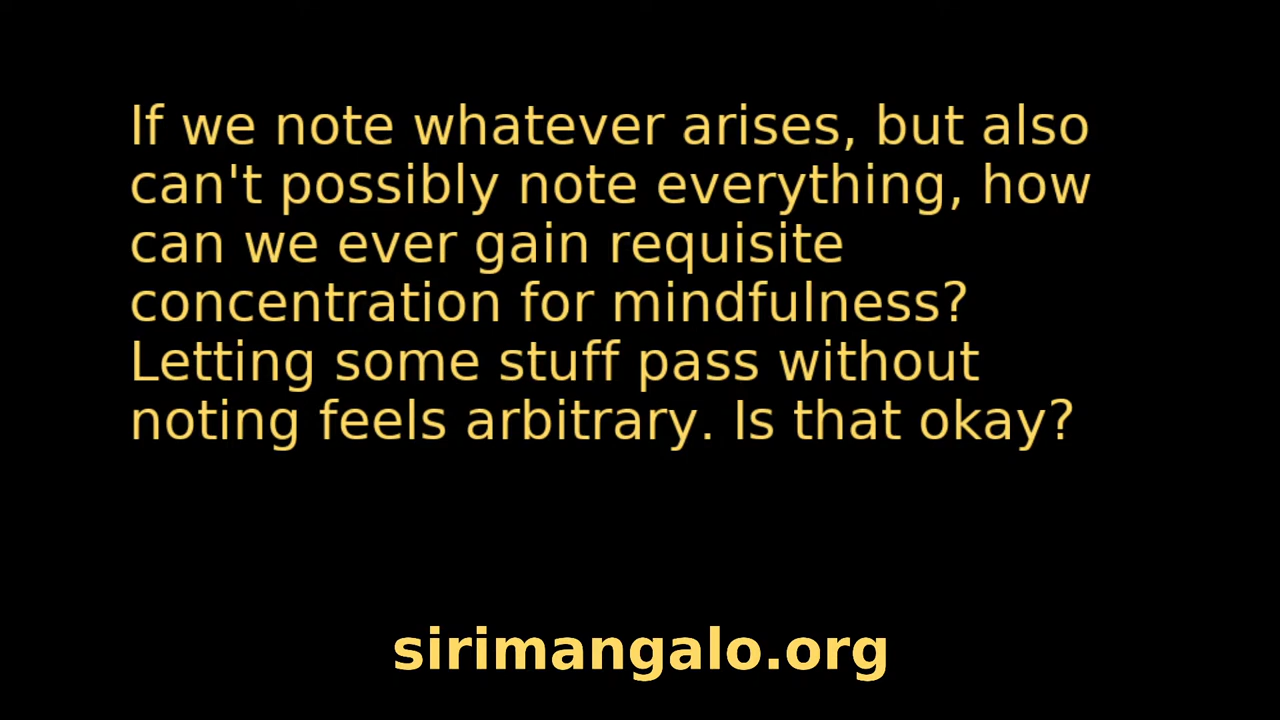 If we note whatever arises, but also
can't possibly note everything, how
can we ever gain requisite
concentration for mindfulness?
Letting some stuff pass without
noting feels arbitrary. Is that okay?
sirimangalo.org